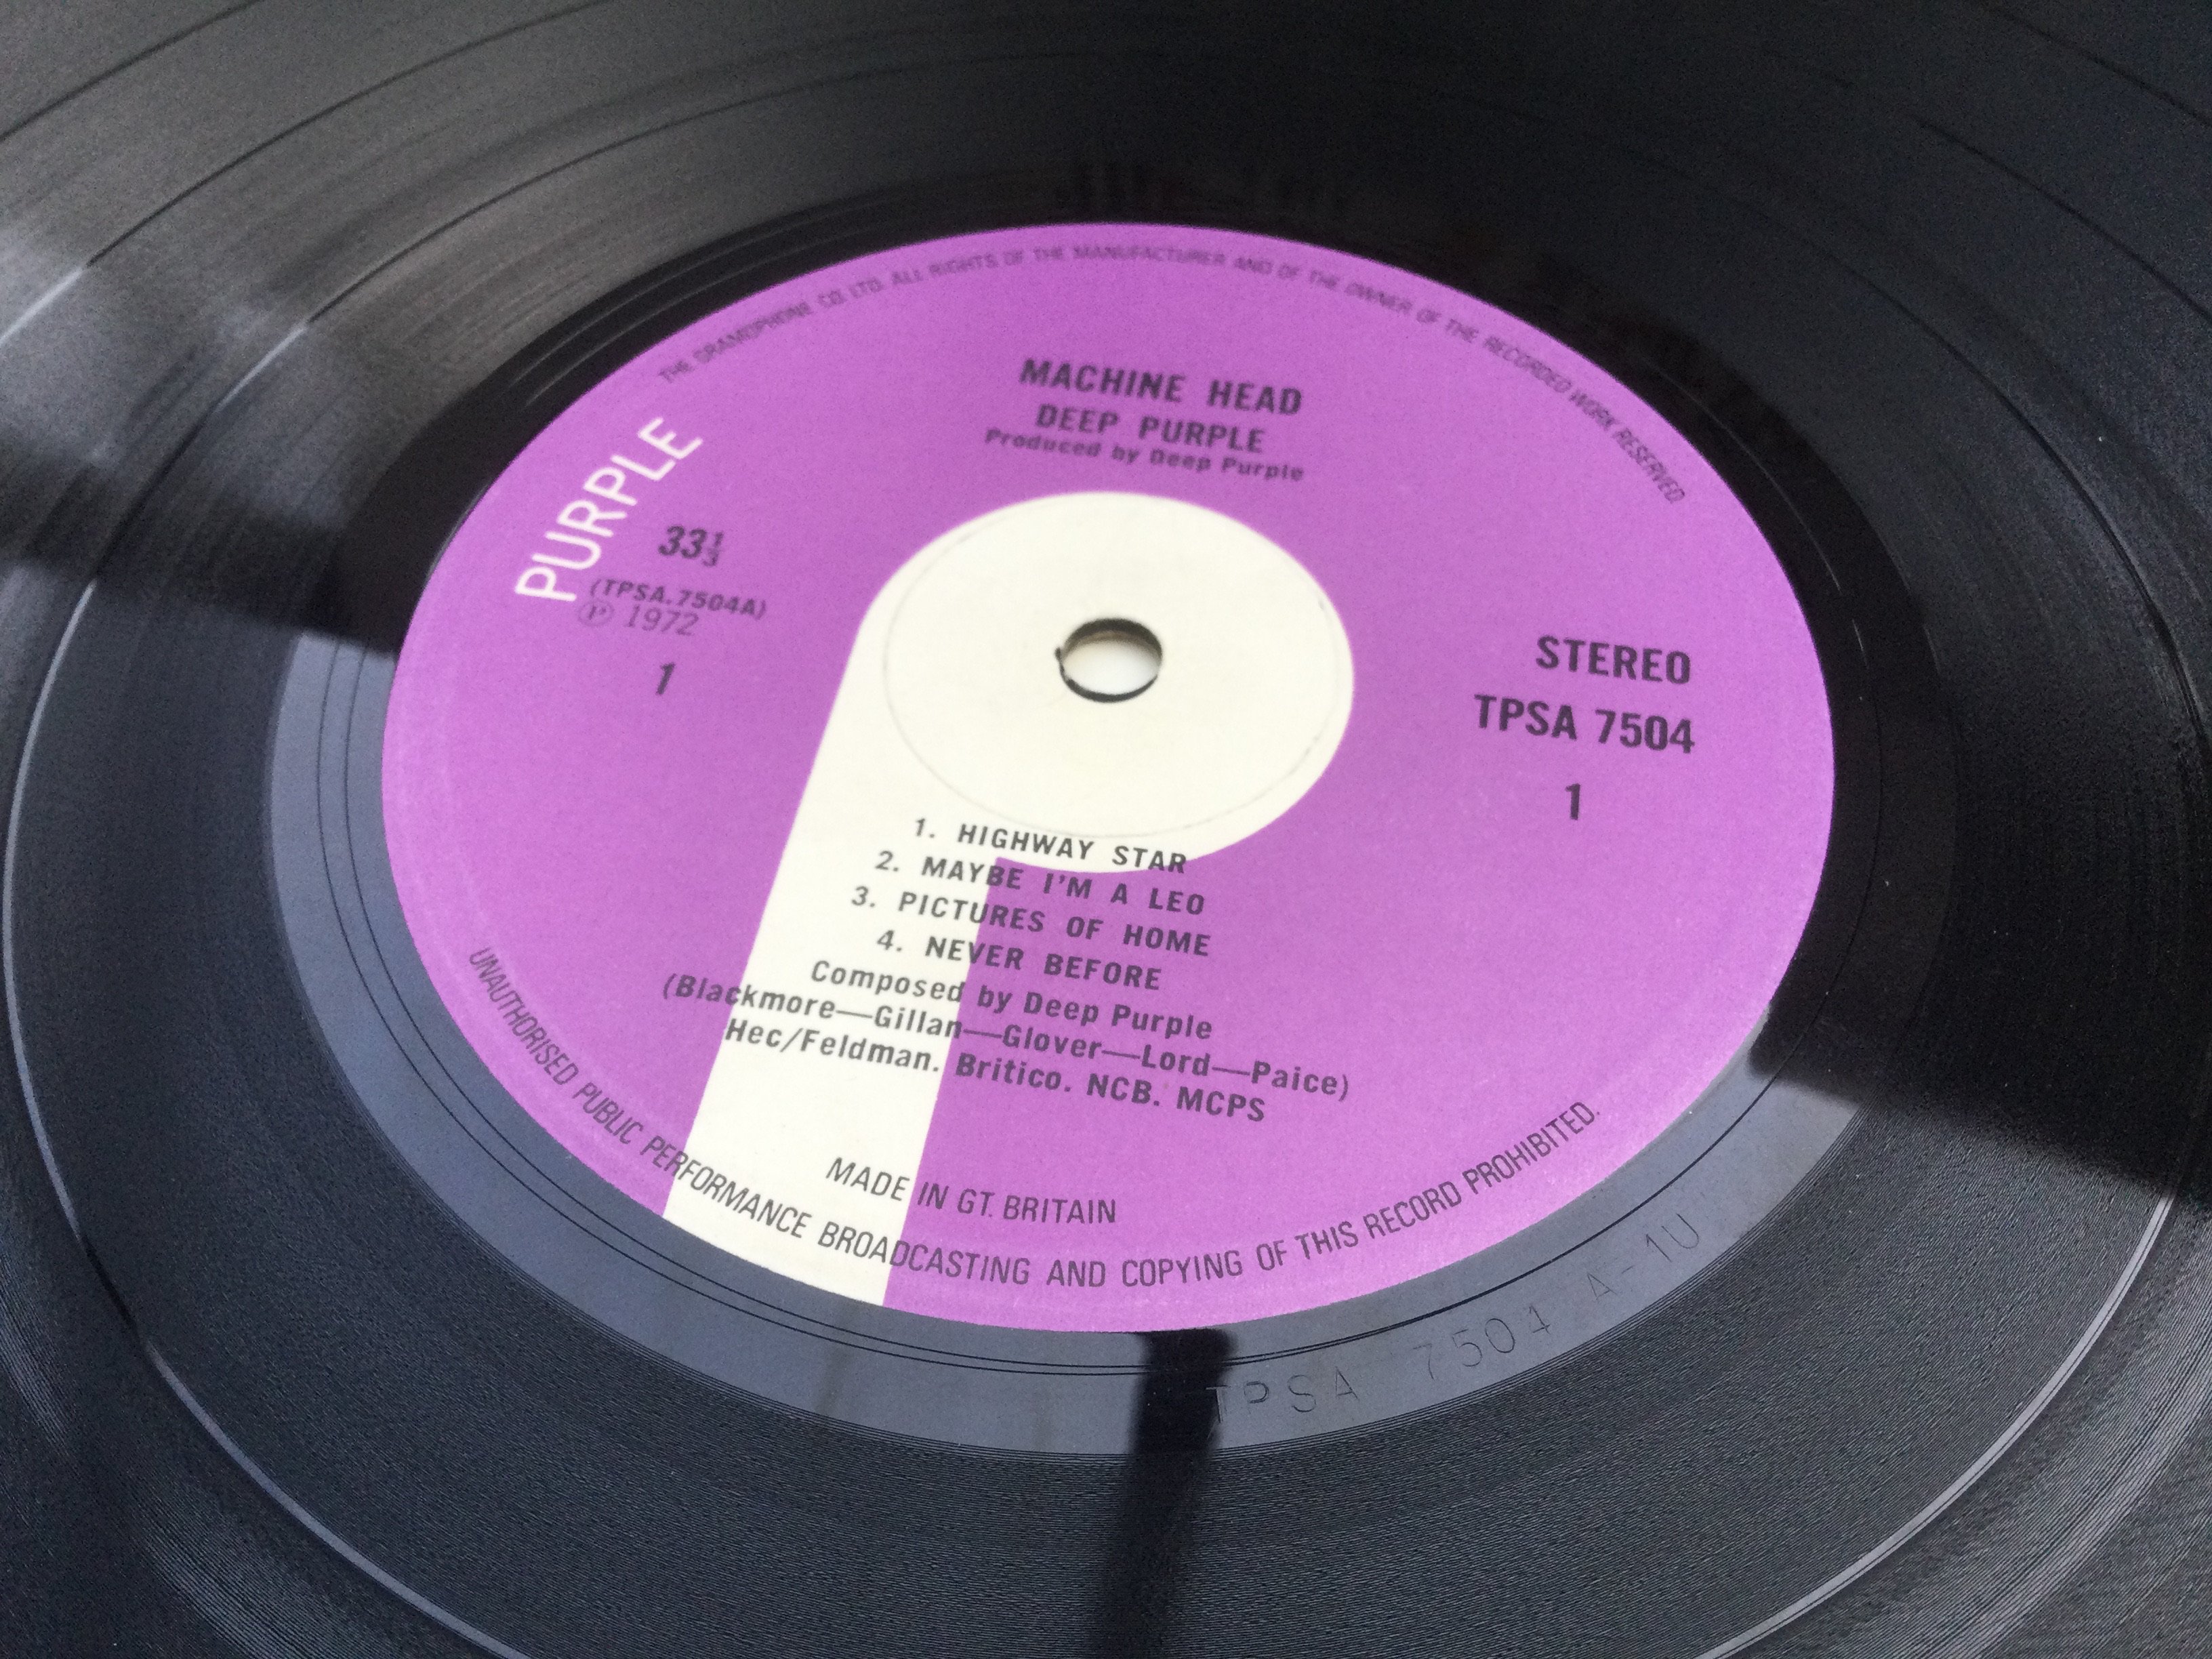 THE GRAMOPHONE CO. LTD. ALL RIGHTS OF THE MANUFACTURER AND OF THE OWNER OF THE RECORDED WORK RESERVED.
MACHINE HEAD
DEEP PURPLE
Produced by Deep Purple
PURPLE
33⅓
(TPSA.7504A)
Ⓟ 1972
1
STEREO
TPSA 7504
1
1. HIGHWAY STAR
2. MAYBE I'M A LEO
3. PICTURES OF HOME
4. NEVER BEFORE
Composed by Deep Purple
(Blackmore—Gillan—Glover—Lord—Paice)
Hec/Feldman. Britico. NCB. MCPS
MADE IN GT. BRITAIN
UNAUTHORISED PUBLIC PERFORMANCE BROADCASTING AND COPYING OF THIS RECORD PROHIBITED.
TPSA 7504 A-1U